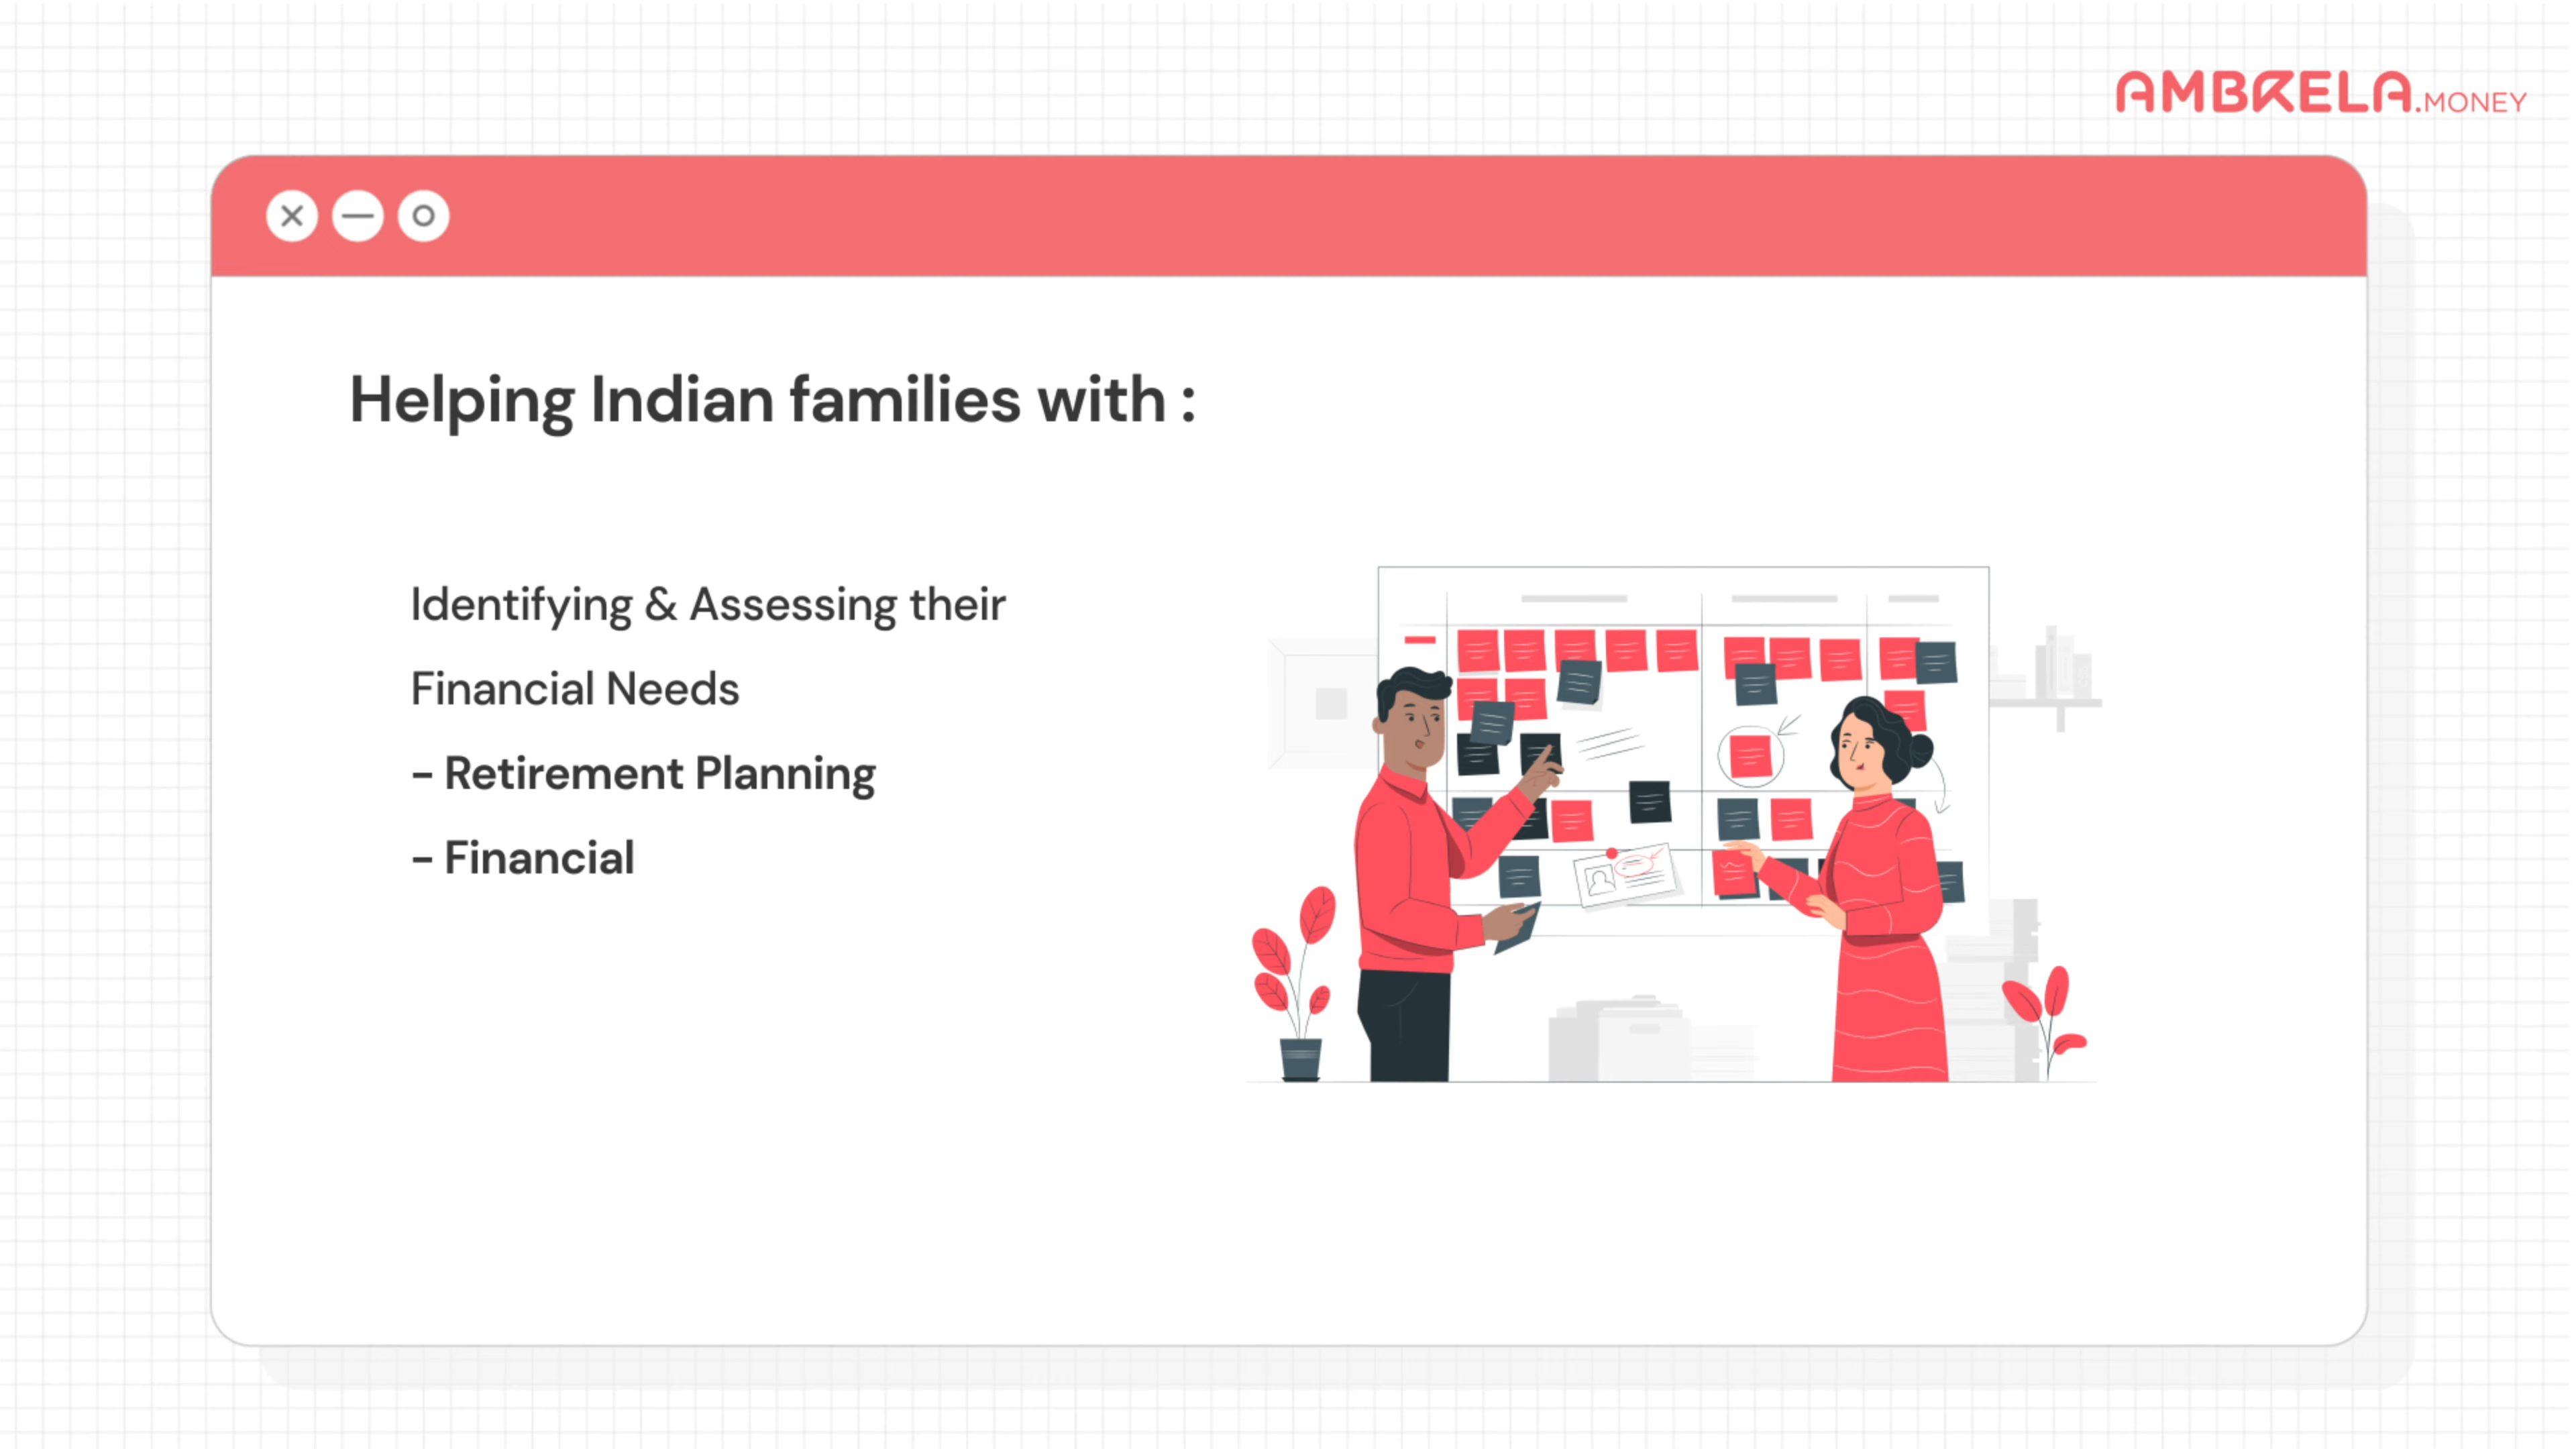 AMBRELA.MONEY
Helping Indian families with :
Identifying & Assessing their
Financial Needs
- Retirement Planning
- Financial